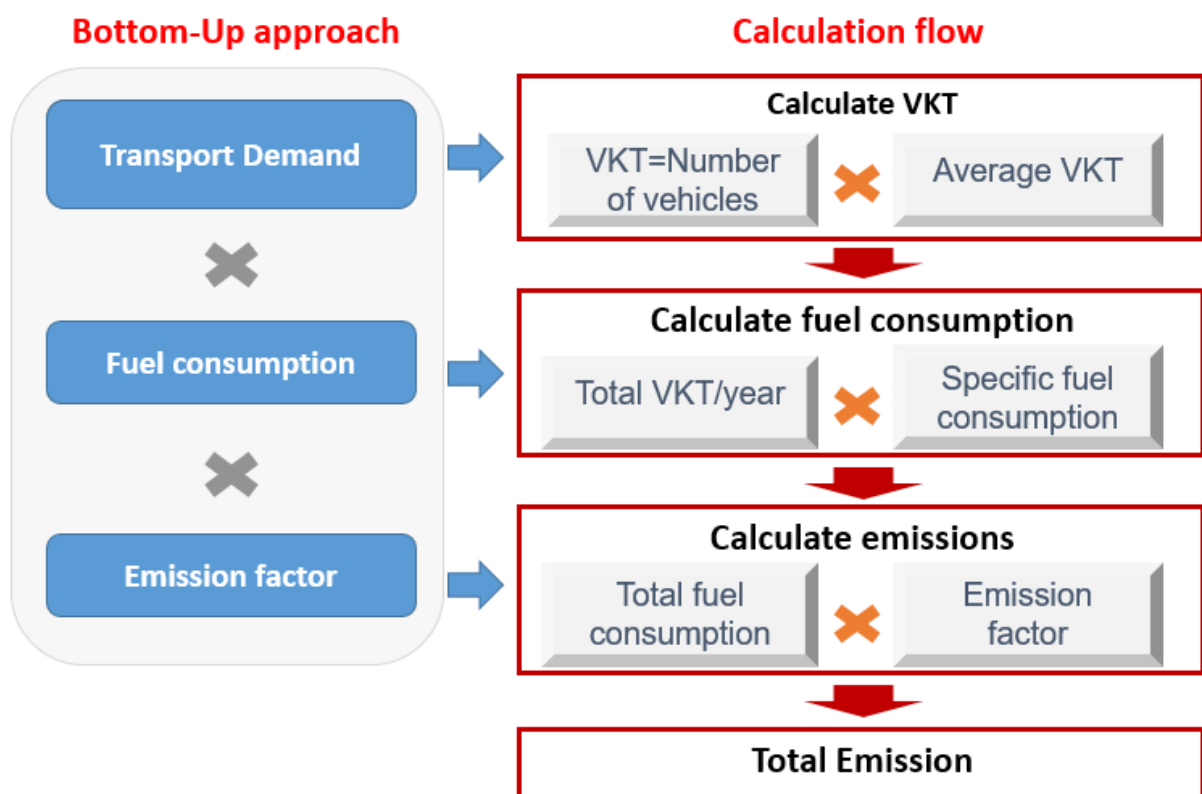 Bottom-Up approach
Transport Demand
Fuel consumption
Emission factor
Calculation flow
Calculate VKT
VKT=Number
of vehicles
Average VKT
Calculate fuel consumption
Total VKT/year
Specific fuel
consumption
Calculate emissions
Total fuel
consumption
Emission
factor
Total Emission